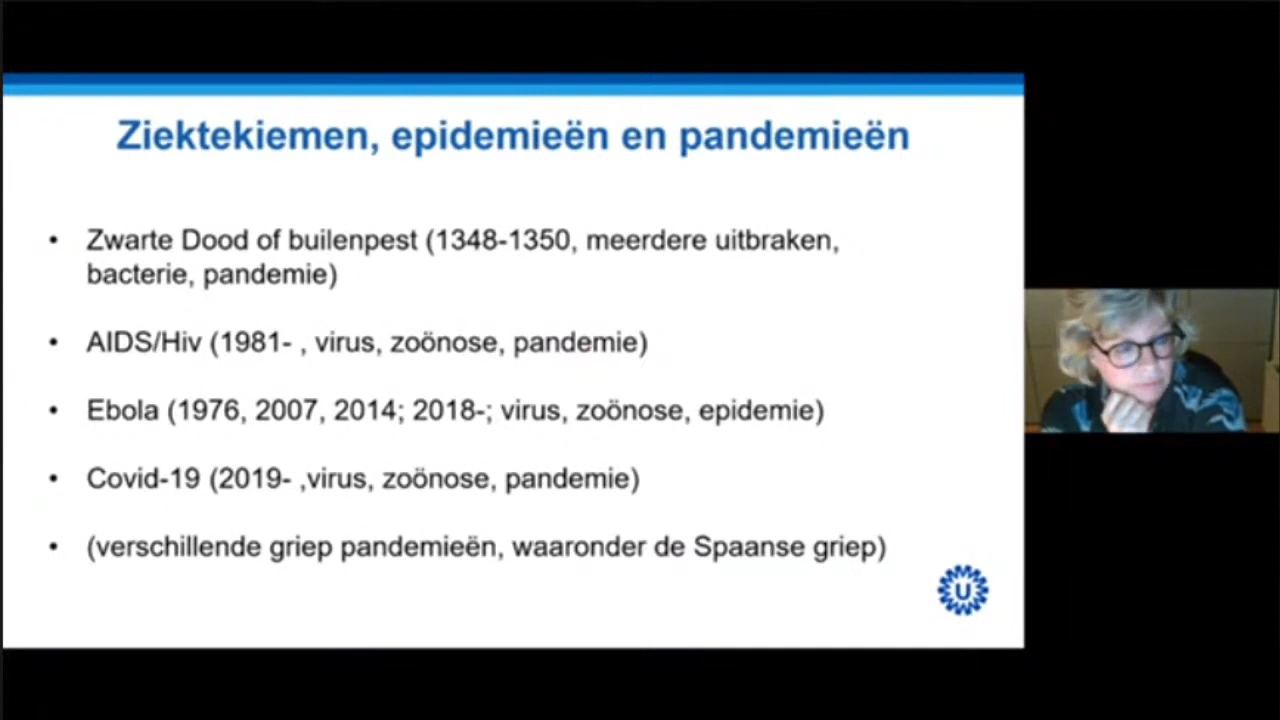 Ziektekiemen, epidemieën en pandemieën
• Zwarte Dood of builenpest (1348-1350, meerdere uitbraken,
bacterie, pandemie)
• AIDS/Hiv (1981- , virus, zoönose, pandemie)
• Ebola (1976, 2007, 2014; 2018-; virus, zoönose, epidemie)
• Covid-19 (2019- ,virus, zoönose, pandemie)
• (verschillende griep pandemieën, waaronder de Spaanse griep)
U